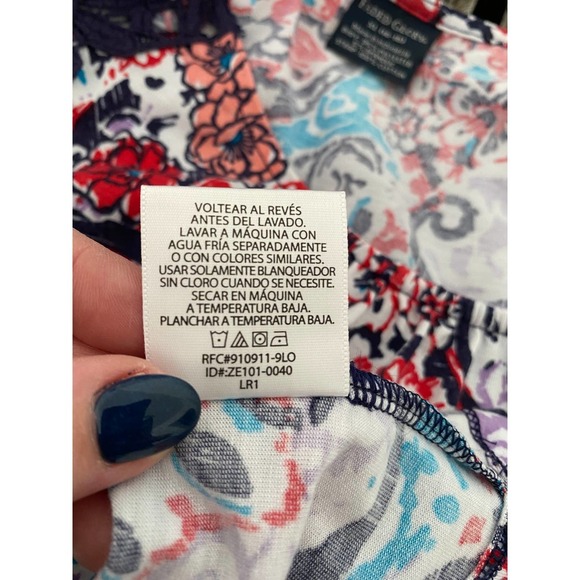 VOLTEAR AL REVÉS
ANTES DEL LAVADO.
LAVAR A MÁQUINA CON
AGUA FRÍA SEPARADAMENTE
O CON COLORES SIMILARES.
USAR SOLAMENTE BLANQUEADOR
SIN CLORO CUANDO SE NECESITE.
SECAR EN MÁQUINA
A TEMPERATURA BAJA.
PLANCHAR A TEMPERATURA BAJA.
RFC#910911-9LO
ID#:ZE101-0040
LR1